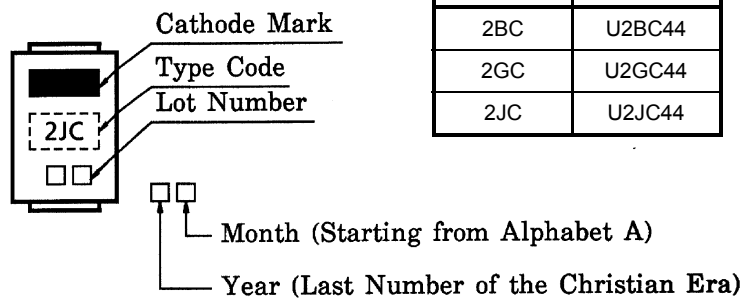 Cathode Mark
Type Code
Lot Number
2JC
Month (Starting from Alphabet A)
Year (Last Number of the Christian Era)
2BC U2BC44
2GC U2GC44
2JC U2JC44